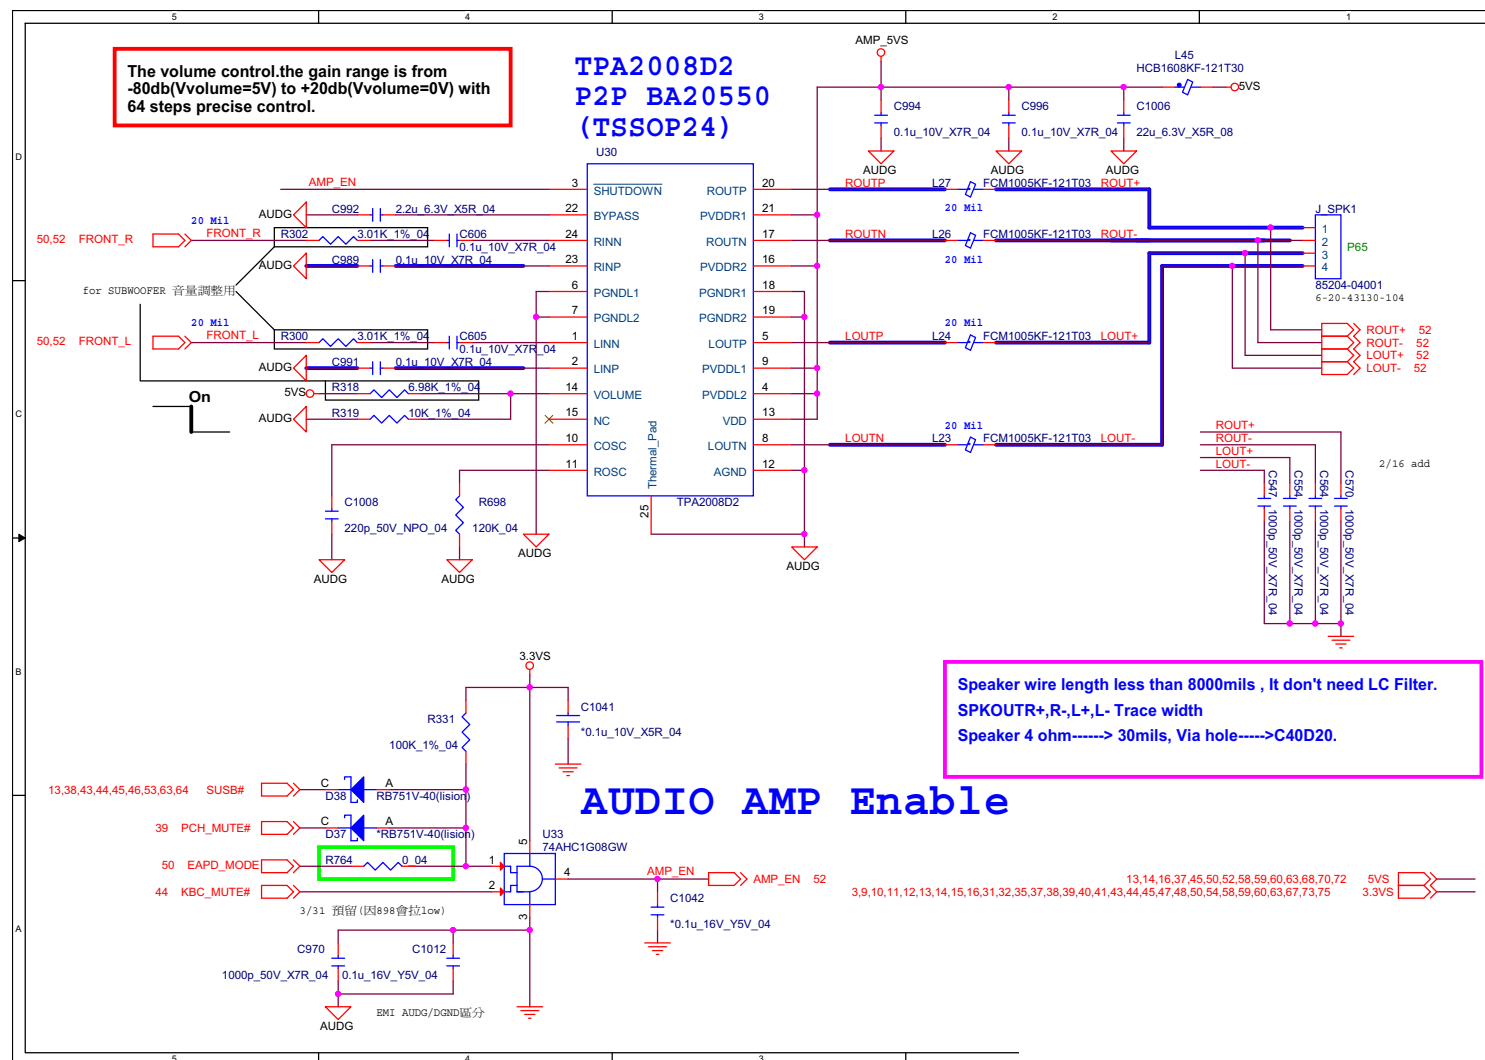 5 4 3 2 1
The volume control.the gain range is from
-80db(Vvolume=5V) to +20db(Vvolume=0V) with
64 steps precise control.
TPA2008D2
P2P BA20550
(TSSOP24)
U30
AMP_5VS
L45
HCB1608KF-121T30
5VS
C994
0.1u_10V_X7R_04
AUDG
C996
0.1u_10V_X7R_04
AUDG
C1006
22u_6.3V_X5R_08
AUDG
D
AMP_EN
3 SHUTDOWN
ROUTP 20
ROUTP L27 FCM1005KF-121T03 ROUT+
20 Mil
AUDG C992 2.2u_6.3V_X5R_04
22 BYPASS
PVDDR1 21
20 Mil
50,52 FRONT_R
FRONT_R R302 3.01K_1%_04 C606
0.1u_10V_X7R_04
24 RINN
ROUTN 17
ROUTN L26 FCM1005KF-121T03 ROUT-
20 Mil
AUDG C989 0.1u_10V_X7R_04
23 RINP
PVDDR2 16
J_SPK1
1
2
3
4
P65
85204-04001
6-20-43130-104
for SUBWOOFER 音量調整用
6 PGNDL1
PGNDR1 18
7 PGNDL2
PGNDR2 19
20 Mil
50,52 FRONT_L
FRONT_L R300 3.01K_1%_04 C605
0.1u_10V_X7R_04
1 LINN
LOUTP 5
20 Mil
LOUTP L24 FCM1005KF-121T03 LOUT+
ROUT+ 52
ROUT- 52
LOUT+ 52
LOUT- 52
AUDG C991 0.1u_10V_X7R_04
2 LINP
PVDDL1 9
5VS R318 6.98K_1%_04
14 VOLUME
PVDDL2 4
On
C
AUDG R319 10K_1%_04
15 NC
VDD 13
10 COSC
LOUTN 8
20 Mil
LOUTN L23 FCM1005KF-121T03 LOUT-
11 ROSC
AGND 12
Thermal_Pad
25
TPA2008D2
C1008
220p_50V_NPO_04
AUDG
R698
120K_04
AUDG
AUDG
AUDG
ROUT+
ROUT-
LOUT+
LOUT-
2/16 add
C547 1000p_50V_X7R_04
C554 1000p_50V_X7R_04
C564 1000p_50V_X7R_04
C570 1000p_50V_X7R_04
B
Speaker wire length less than 8000mils , It don't need LC Filter.
SPKOUTR+,R-,L+,L- Trace width
Speaker 4 ohm------> 30mils, Via hole----->C40D20.
3.3VS
R331
100K_1%_04
C1041
*0.1u_10V_X5R_04
AUDIO AMP Enable
13,38,43,44,45,46,53,63,64 SUSB#
C A
D38 RB751V-40(lision)
39 PCH_MUTE#
C A
D37 *RB751V-40(lision)
50 EAPD_MODE
R764 0_04
44 KBC_MUTE#
U33
74AHC1G08GW
5
1
2
4
3
AMP_EN
AMP_EN 52
C1042
*0.1u_16V_Y5V_04
13,14,16,37,45,50,52,58,59,60,63,68,70,72 5VS
3,9,10,11,12,13,14,15,16,31,32,35,37,38,39,40,41,43,44,45,47,48,50,54,58,59,60,63,67,73,75 3.3VS
3/31 預留(因898會拉low)
A
C970
1000p_50V_X7R_04
C1012
0.1u_16V_Y5V_04
AUDG
EMI AUDG/DGND區分
5 4 3